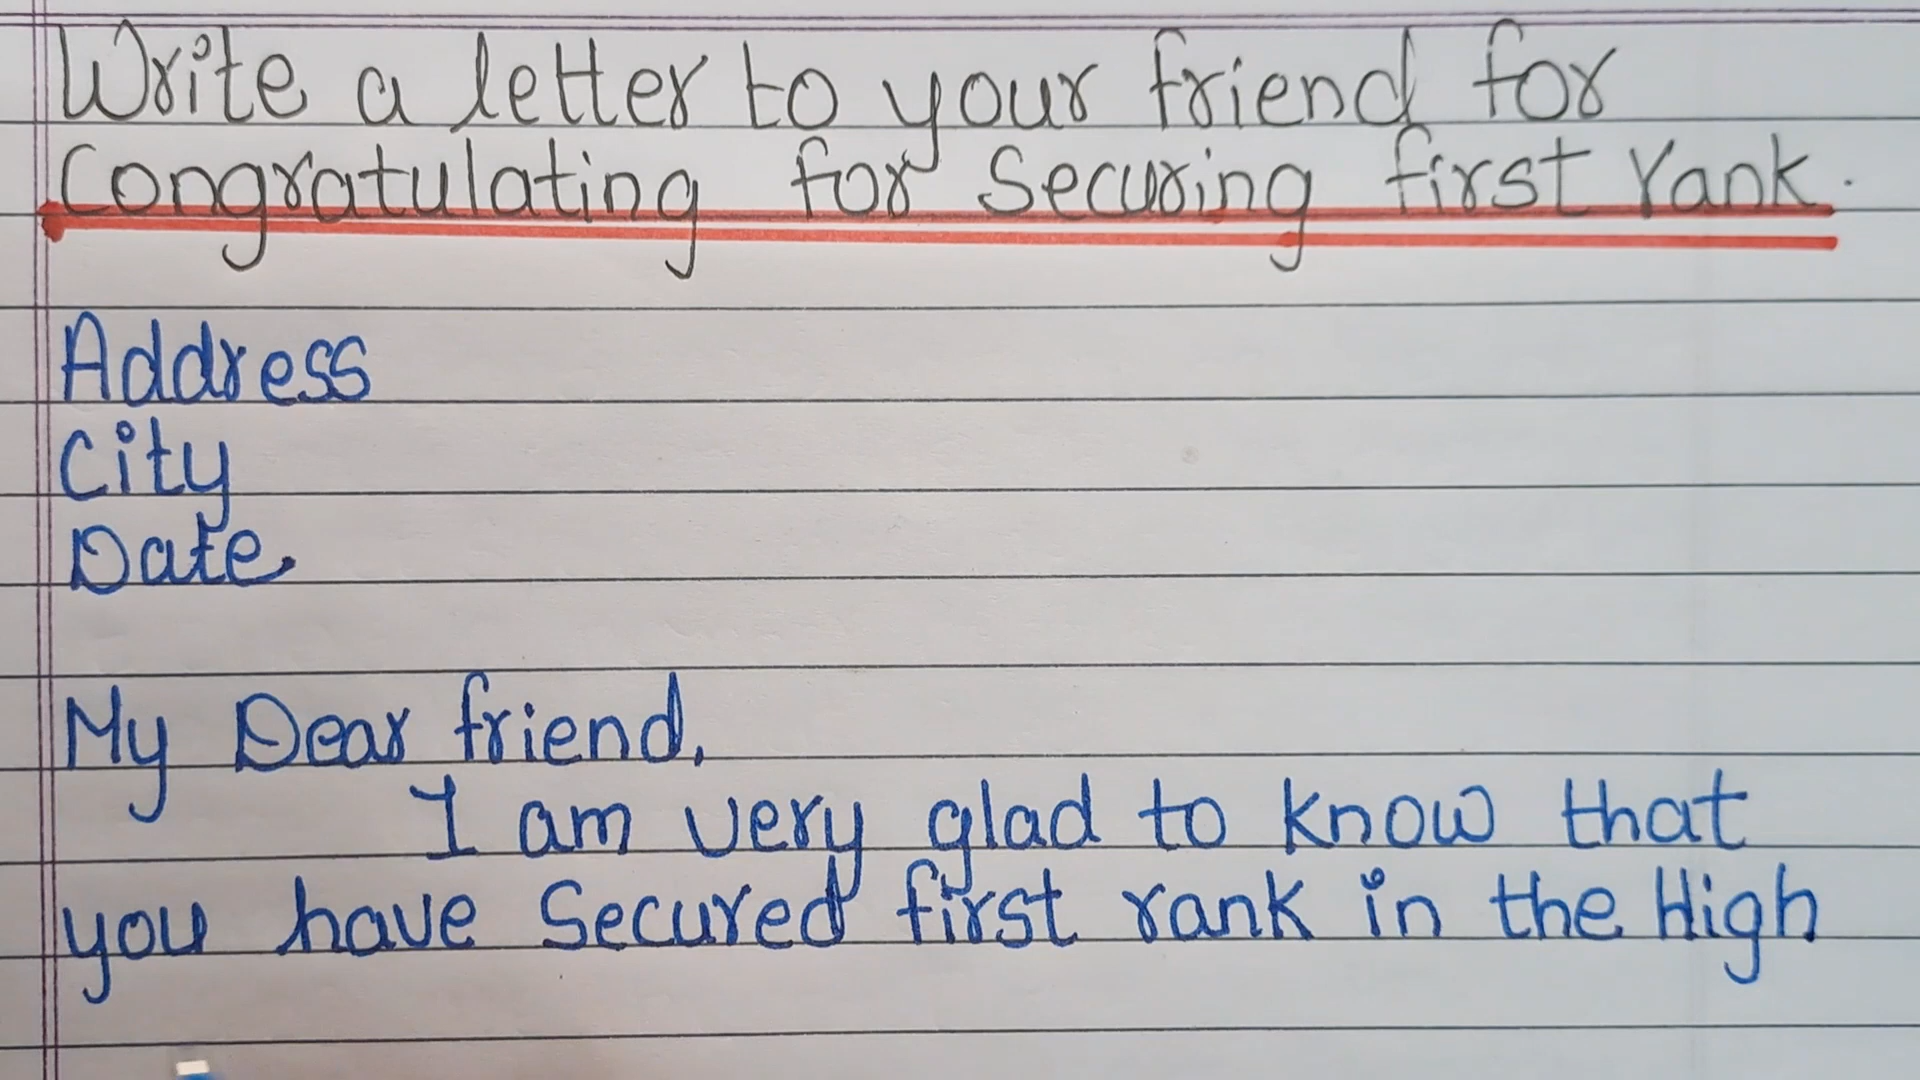 Write a letter to your friend for
Congratulating for Securing first rank.
Address
City
Date.
My Dear friend,
I am very glad to know that
you have Secured first rank in the High